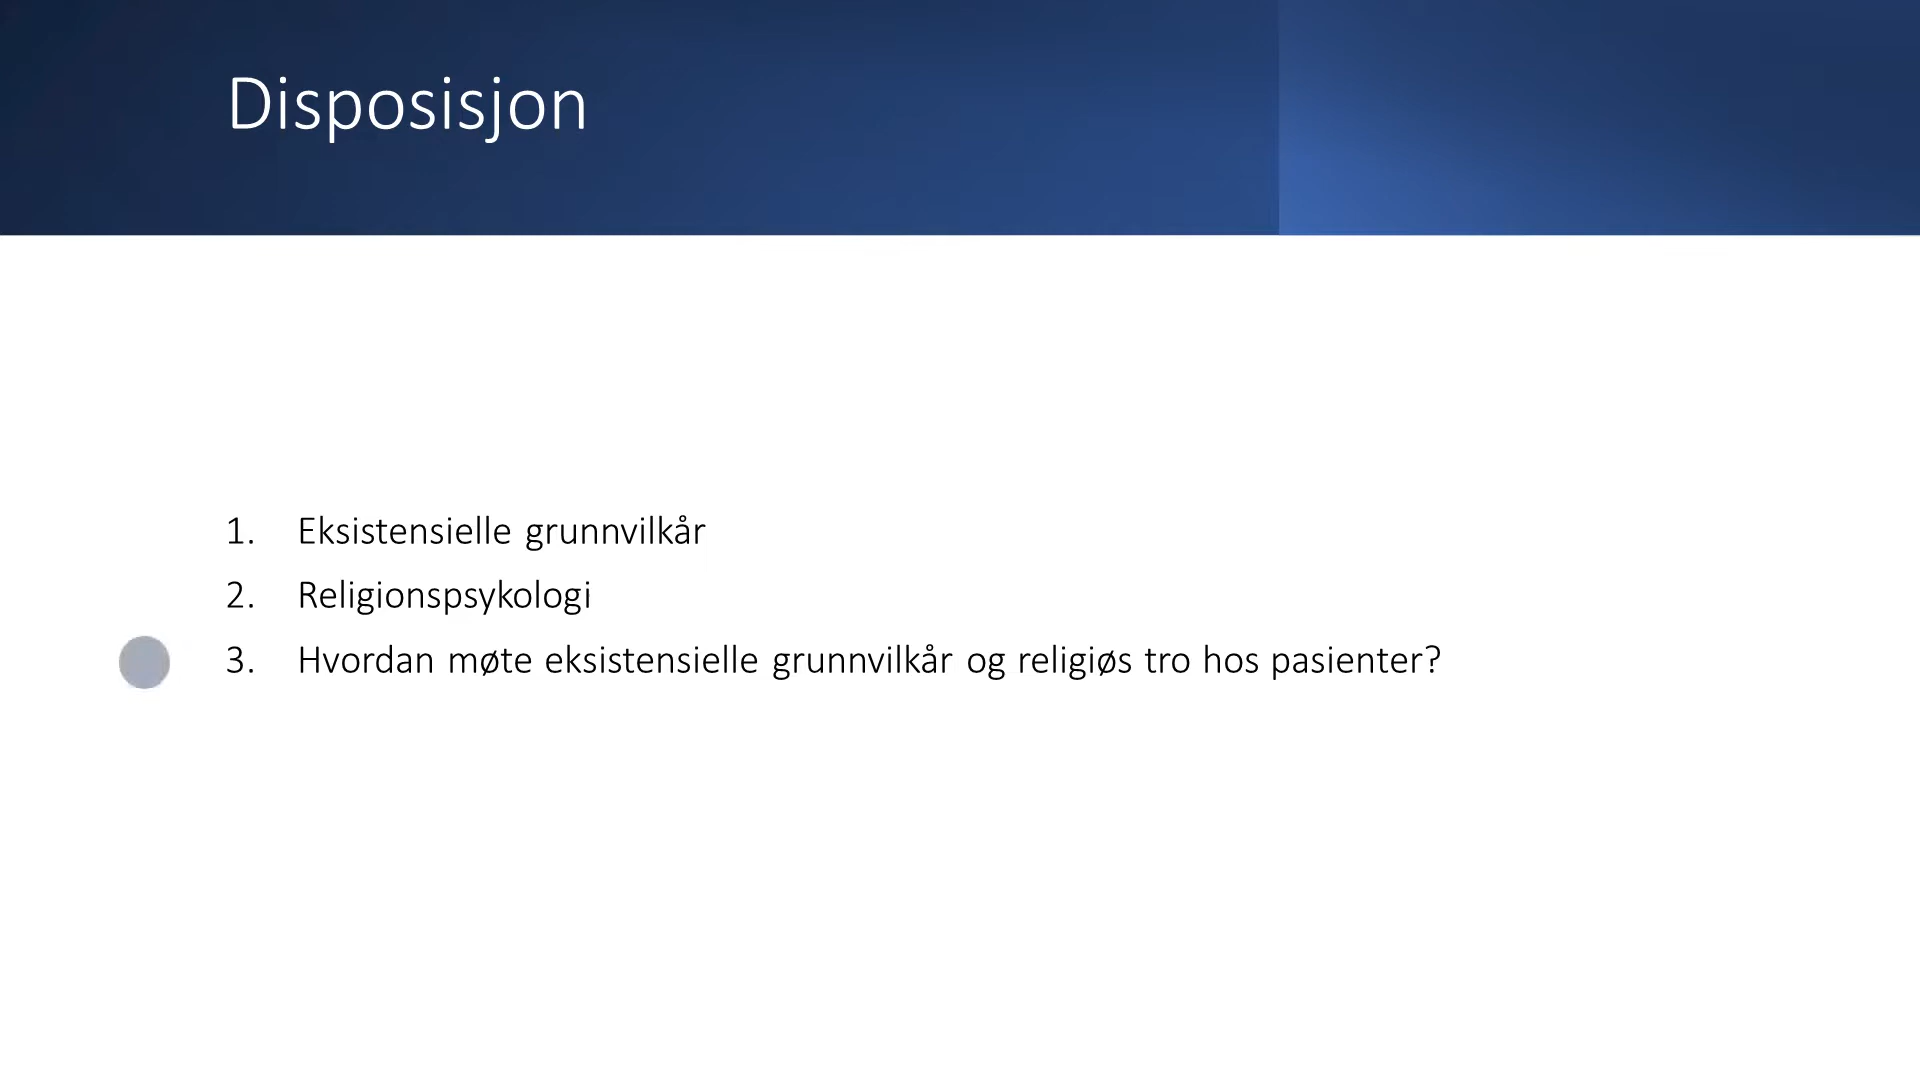 Disposisjon
1. Eksistensielle grunnvilkår
2. Religionspsykologi
3. Hvordan møte eksistensielle grunnvilkår og religiøs tro hos pasienter?